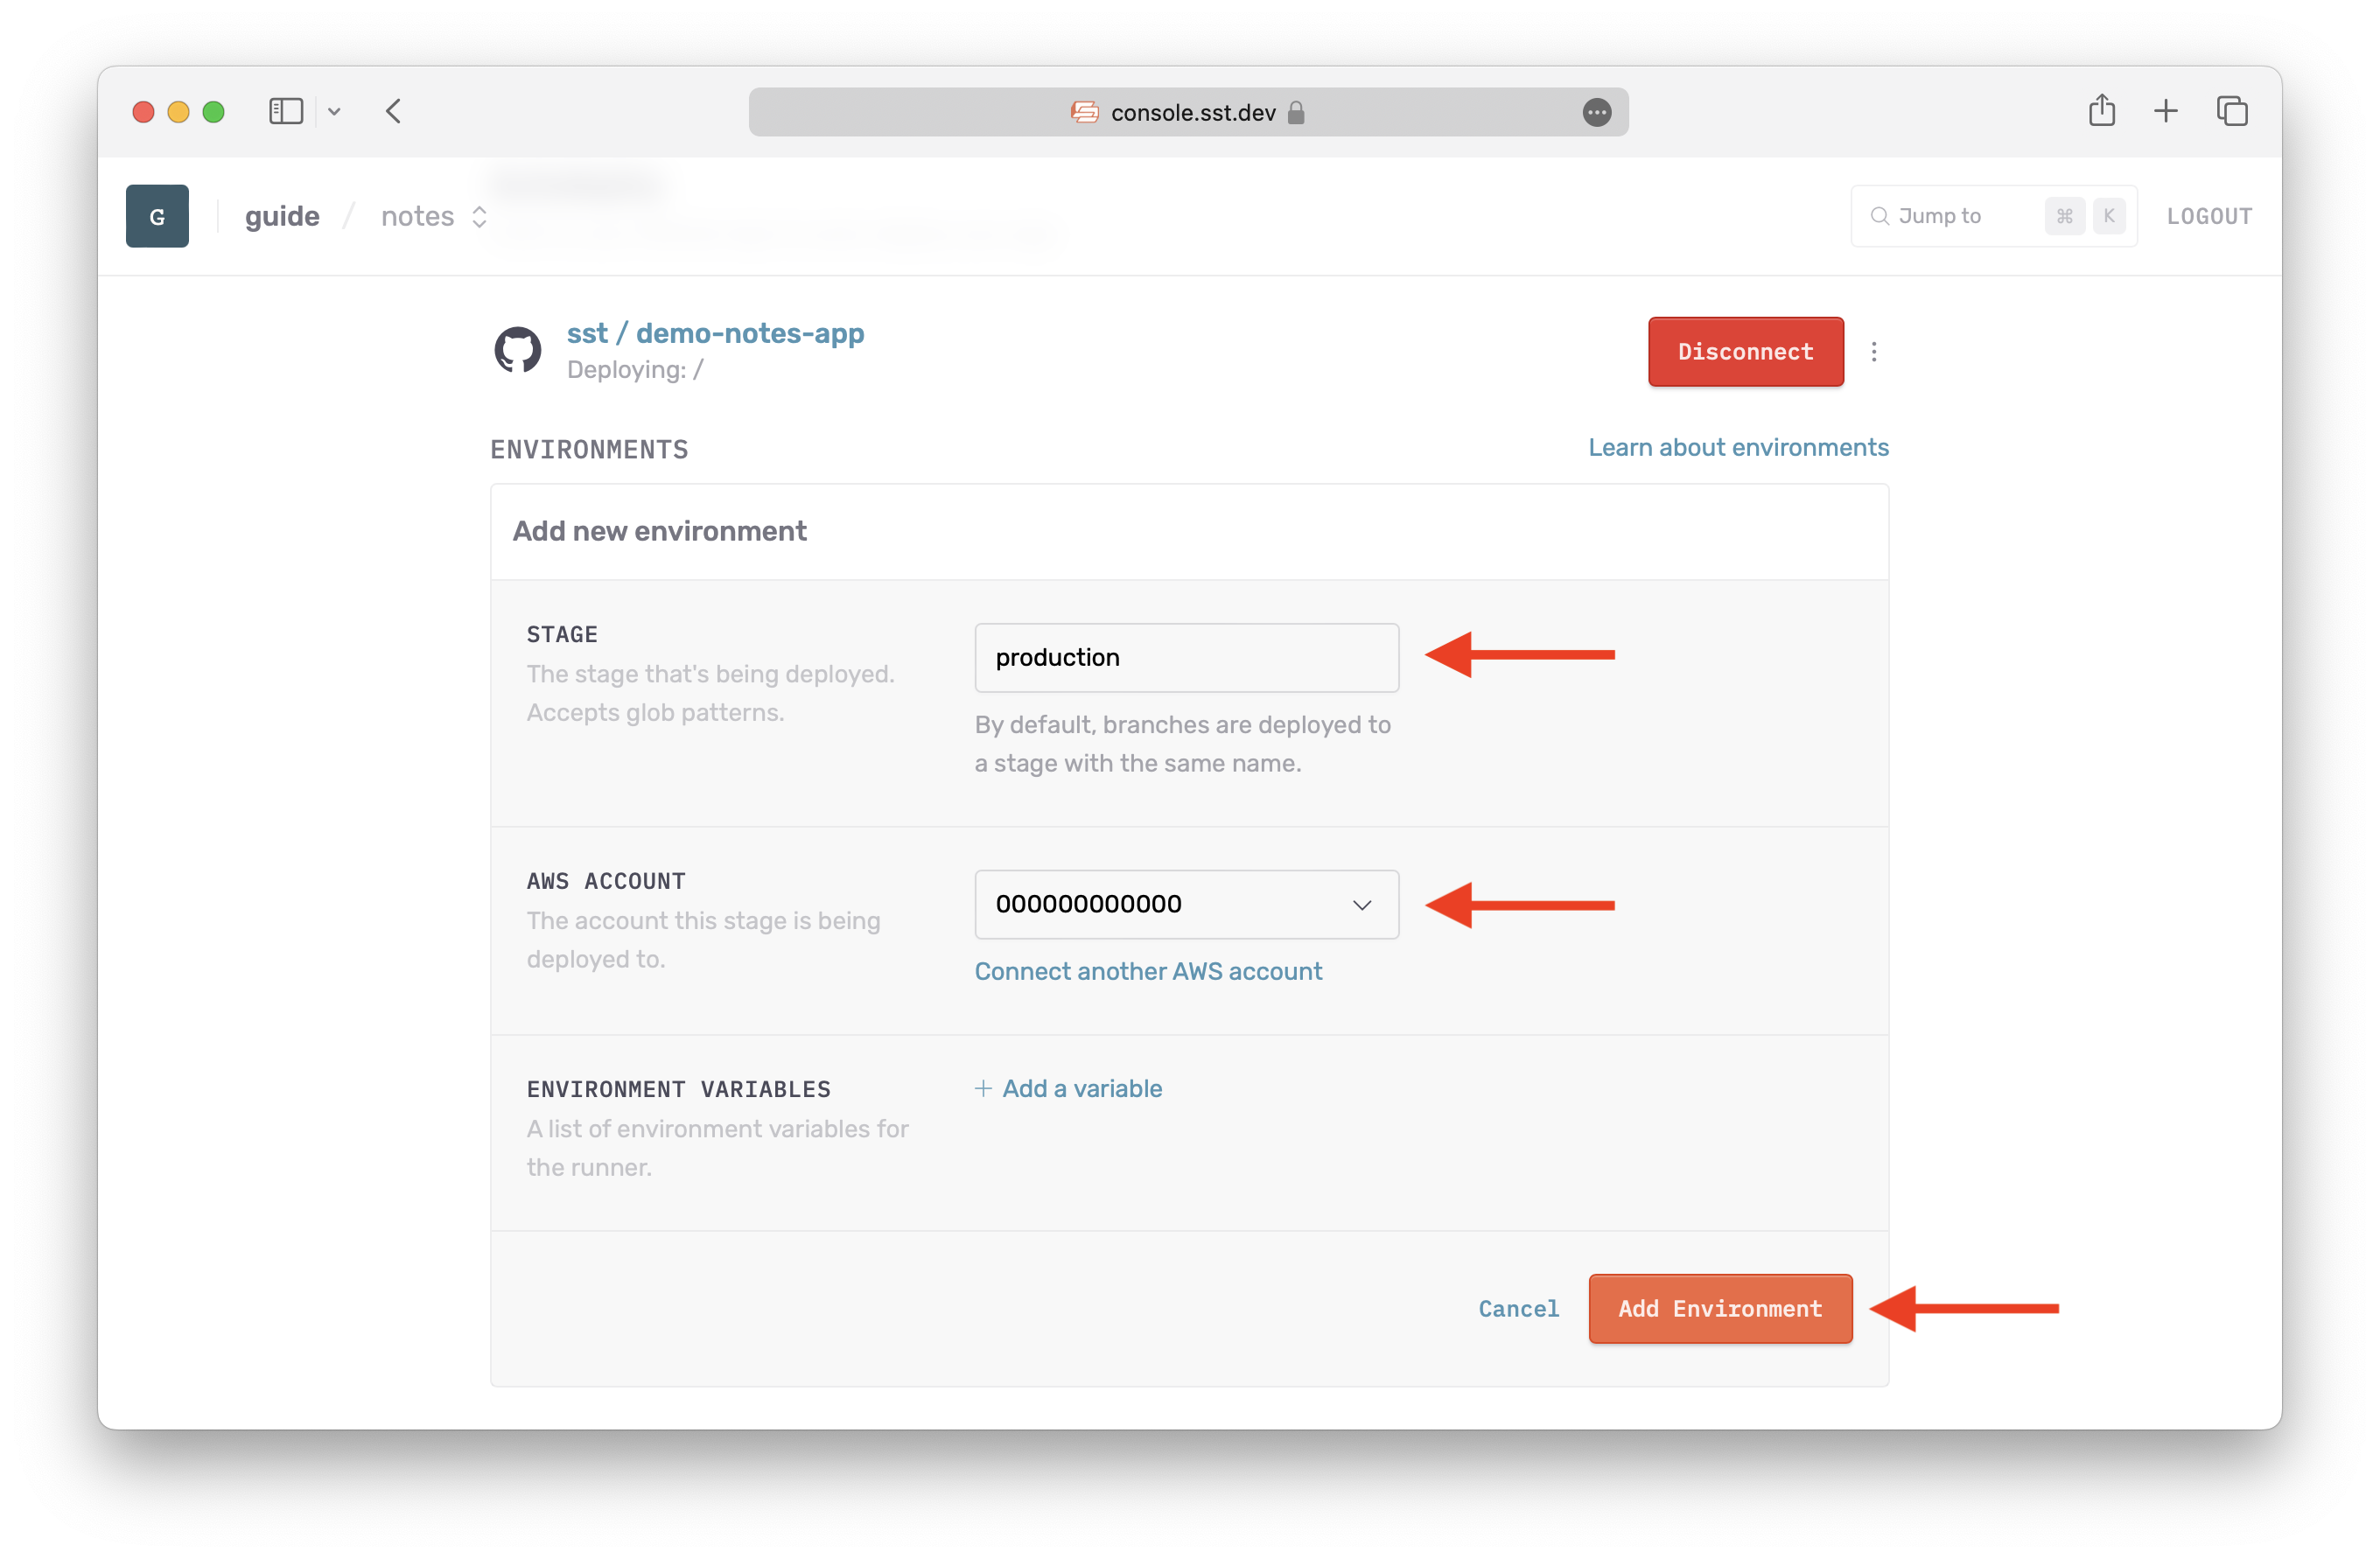 console.sst.dev
G
guide / notes
Jump to ⌘ K
LOGOUT
sst / demo-notes-app
Deploying: /
Disconnect
ENVIRONMENTS
Learn about environments
Add new environment
STAGE
The stage that's being deployed.
Accepts glob patterns.
production
By default, branches are deployed to
a stage with the same name.
AWS ACCOUNT
The account this stage is being
deployed to.
000000000000
Connect another AWS account
ENVIRONMENT VARIABLES
A list of environment variables for
the runner.
+ Add a variable
Cancel
Add Environment